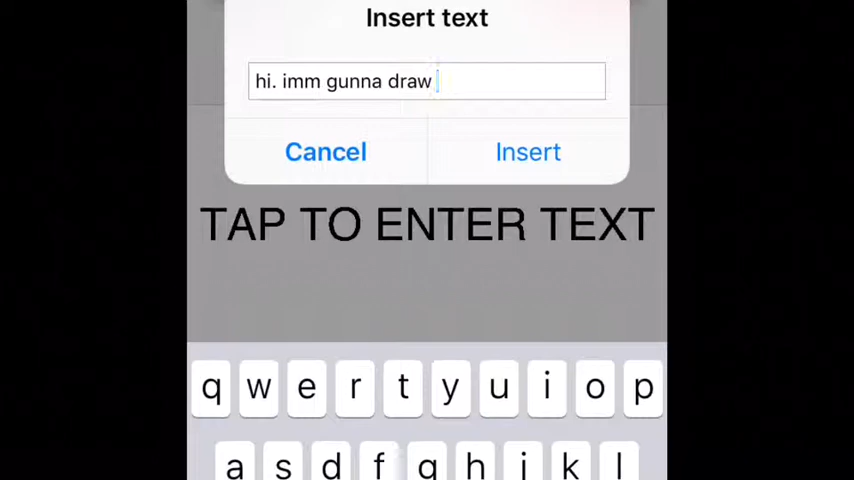 Insert text
hi. imm gunna draw
Cancel Insert
TAP TO ENTER TEXT
q w e r t y u i o p
a s d f g h j k l